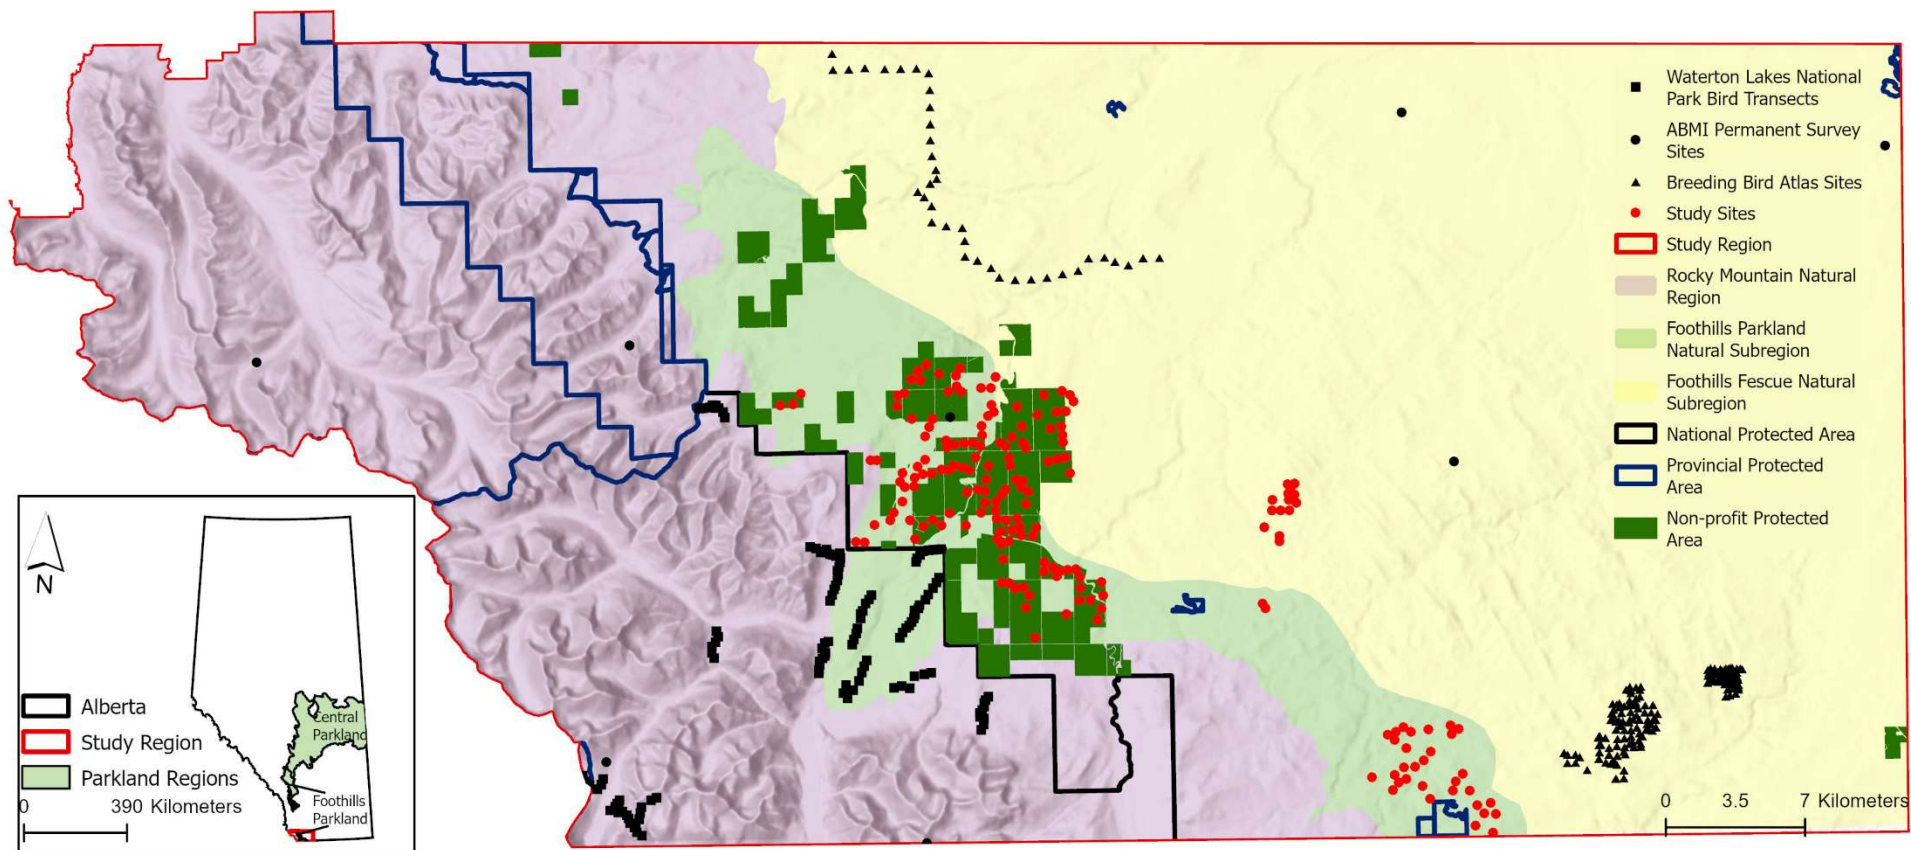 Waterton Lakes National
Park Bird Transects
ABMI Permanent Survey
Sites
Breeding Bird Atlas Sites
Study Sites
Study Region
Rocky Mountain Natural
Region
Foothills Parkland
Natural Subregion
Foothills Fescue Natural
Subregion
National Protected Area
Provincial Protected
Area
Non-profit Protected
Area
0 3.5 7 Kilometers
N
Alberta
Study Region
Parkland Regions
0 390 Kilometers
Central
Parkland
Foothills
Parkland